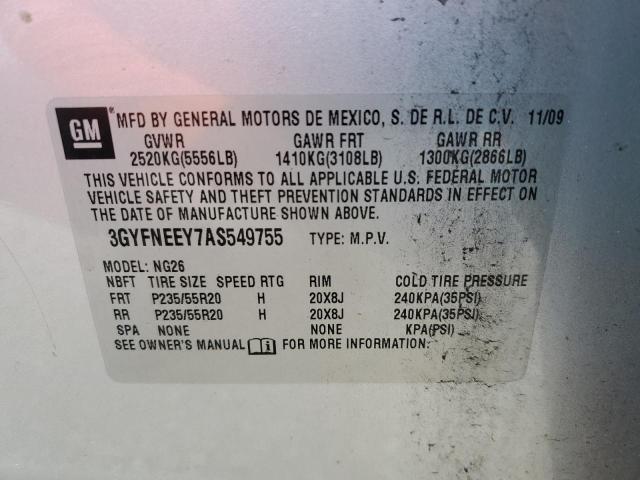 GM MFD BY GENERAL MOTORS DE MEXICO, S. DE R.L. DE C.V. 11/09
GVWR GAWR FRT GAWR RR
2520KG(5556LB) 1410KG(3108LB) 1300KG(2866LB)
THIS VEHICLE CONFORMS TO ALL APPLICABLE U.S. FEDERAL MOTOR
VEHICLE SAFETY AND THEFT PREVENTION STANDARDS IN EFFECT ON
THE DATE OF MANUFACTURE SHOWN ABOVE.
3GYFNEEY7AS549755 TYPE: M.P.V.
MODEL: NG26
NBFT TIRE SIZE SPEED RTG RIM COLD TIRE PRESSURE
FRT P235/55R20 H 20X8J 240KPA(35PSI)
RR P235/55R20 H 20X8J 240KPA(35PSI)
SPA NONE NONE KPA(PSI)
SEE OWNER'S MANUAL FOR MORE INFORMATION: